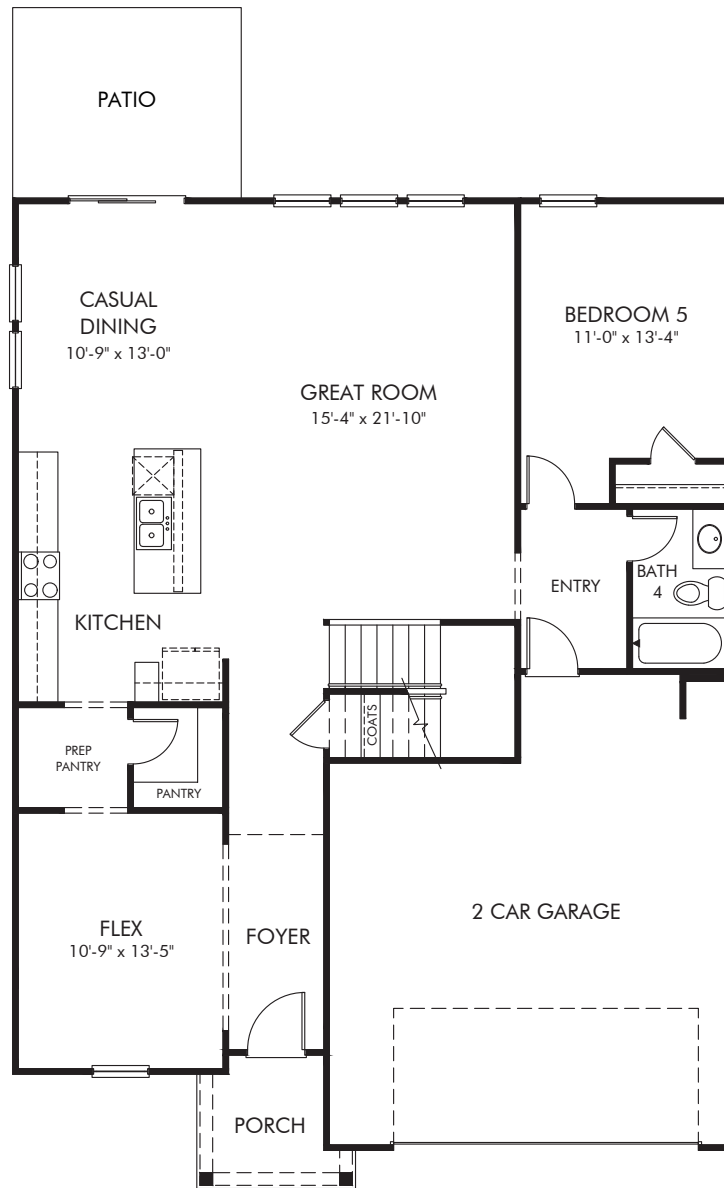 PATIO
CASUAL
DINING
10'-9" x 13'-0"
BEDROOM 5
11'-0" x 13'-4"
GREAT ROOM
15'-4" x 21'-10"
KITCHEN
ENTRY
BATH
4
COATS
PREP
PANTRY
PANTRY
FLEX
10'-9" x 13'-5"
FOYER
2 CAR GARAGE
PORCH